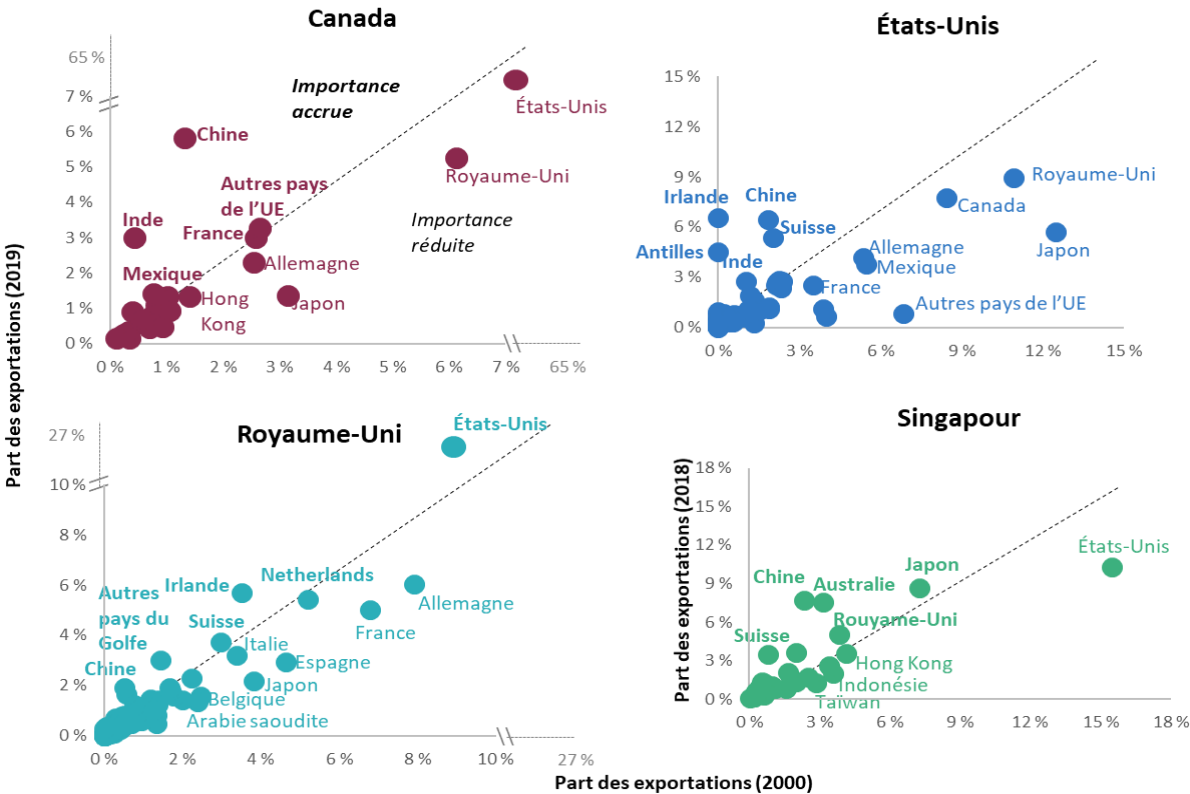 Canada
65 %
7 %
6 %
5 %
4 %
3 %
2 %
1 %
0 %
Importance
accrue
États-Unis
Chine
Royaume-Uni
Autres pays
de l’UE
Importance
réduite
Inde
France
Allemagne
Mexique
Hong
Kong
Japon
0 %
1 %
2 %
3 %
4 %
5 %
6 %
7 %
65 %
Part des exportations (2019)
États-Unis
15 %
12 %
9 %
6 %
3 %
0 %
Royaume-Uni
Irlande
Chine
Canada
Suisse
Japon
Antilles
Allemagne
Inde
Mexique
France
Autres pays de l’UE
0 %
3 %
6 %
9 %
12 %
15 %
Royaume-Uni
27 %
10 %
8 %
6 %
4 %
2 %
0 %
États-Unis
Autres
pays du
Golfe
Irlande
Netherlands
Allemagne
Suisse
France
Italie
Espagne
Chine
Japon
Belgique
Arabie saoudite
0 %
2 %
4 %
6 %
8 %
10 %
27 %
Singapour
Part des exportations (2018)
18 %
15 %
12 %
9 %
6 %
3 %
0 %
États-Unis
Japon
Chine
Australie
Rouyame-Uni
Suisse
Hong Kong
Indonésie
Taïwan
0 %
3 %
6 %
9 %
12 %
15 %
18 %
Part des exportations (2000)